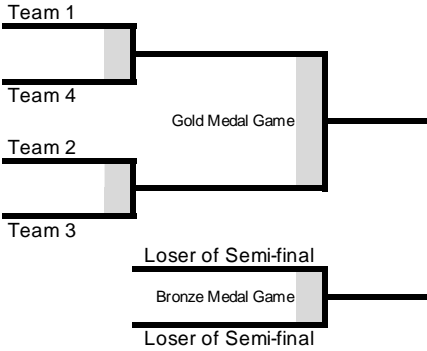 Team 1
Team 4
Gold Medal Game
Team 2
Team 3
Loser of Semi-final
Bronze Medal Game
Loser of Semi-final